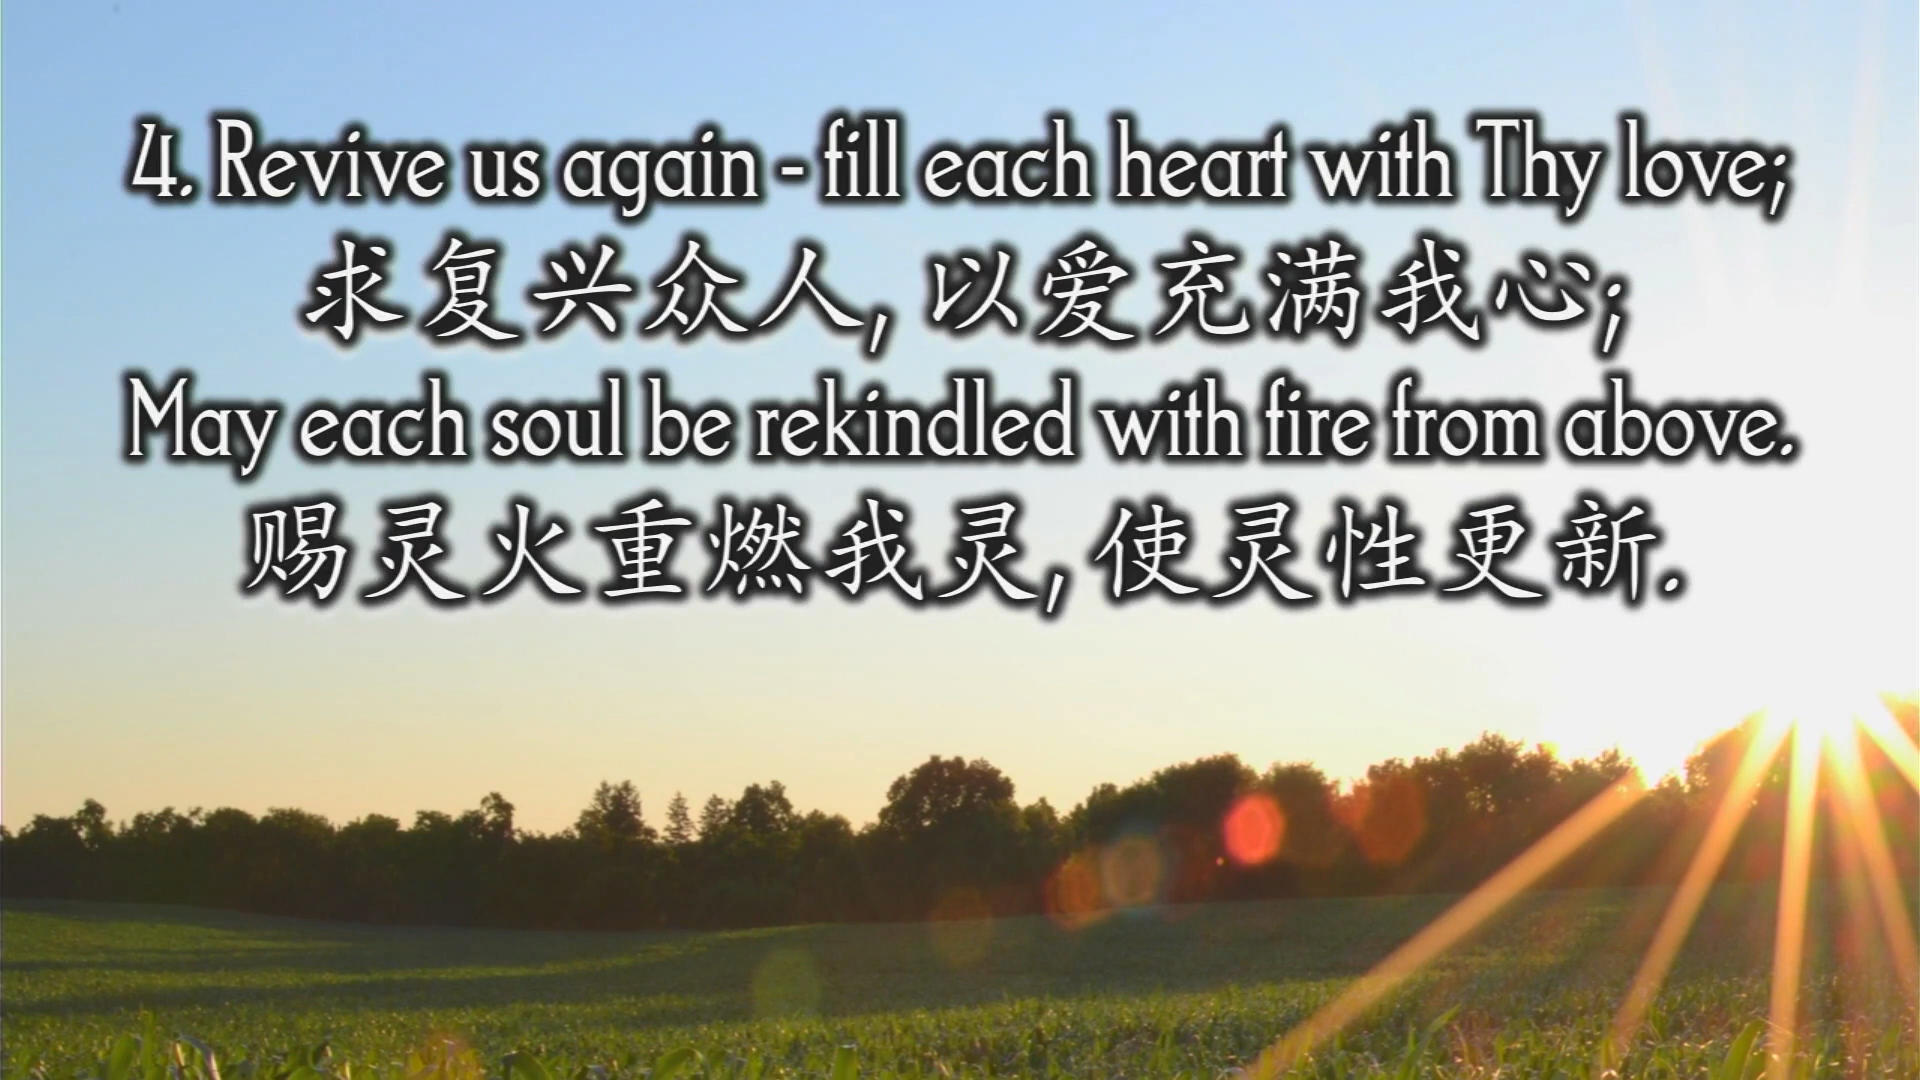 4. Revive us again - fill each heart with Thy love;
求复兴众人, 以爱充满我心;
May each soul be rekindled with fire from above.
赐灵火重燃我灵, 使灵性更新.